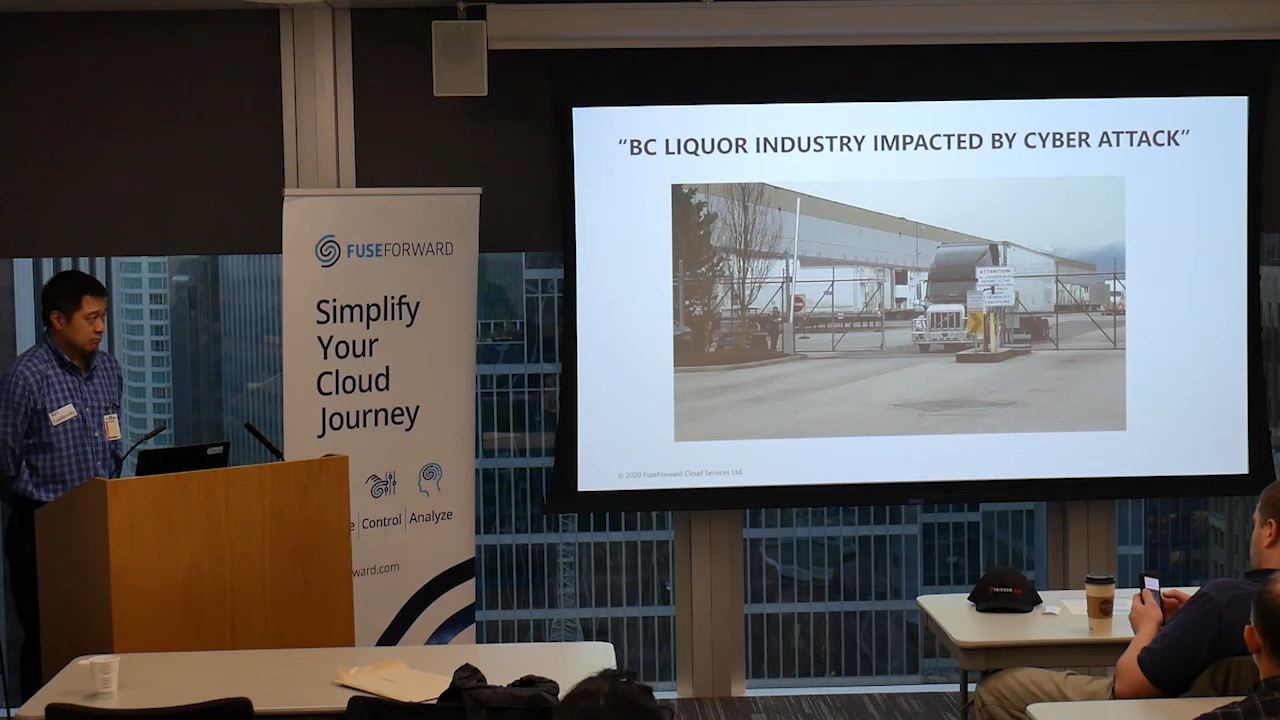 “BC LIQUOR INDUSTRY IMPACTED BY CYBER ATTACK”
ATTENTION
© 2020 FuseForward Cloud Services Ltd.
FUSEFORWARD
Simplify
Your
Cloud
Journey
e | Control | Analyze
ward.com